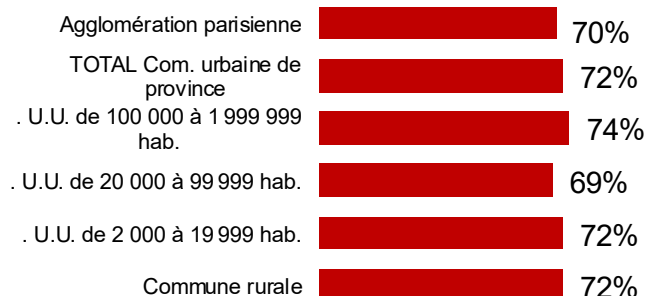 Agglomération parisienne
70%
TOTAL Com. urbaine de
province
72%
. U.U. de 100 000 à 1 999 999
hab.
74%
. U.U. de 20 000 à 99 999 hab.
69%
. U.U. de 2 000 à 19 999 hab.
72%
Commune rurale
72%